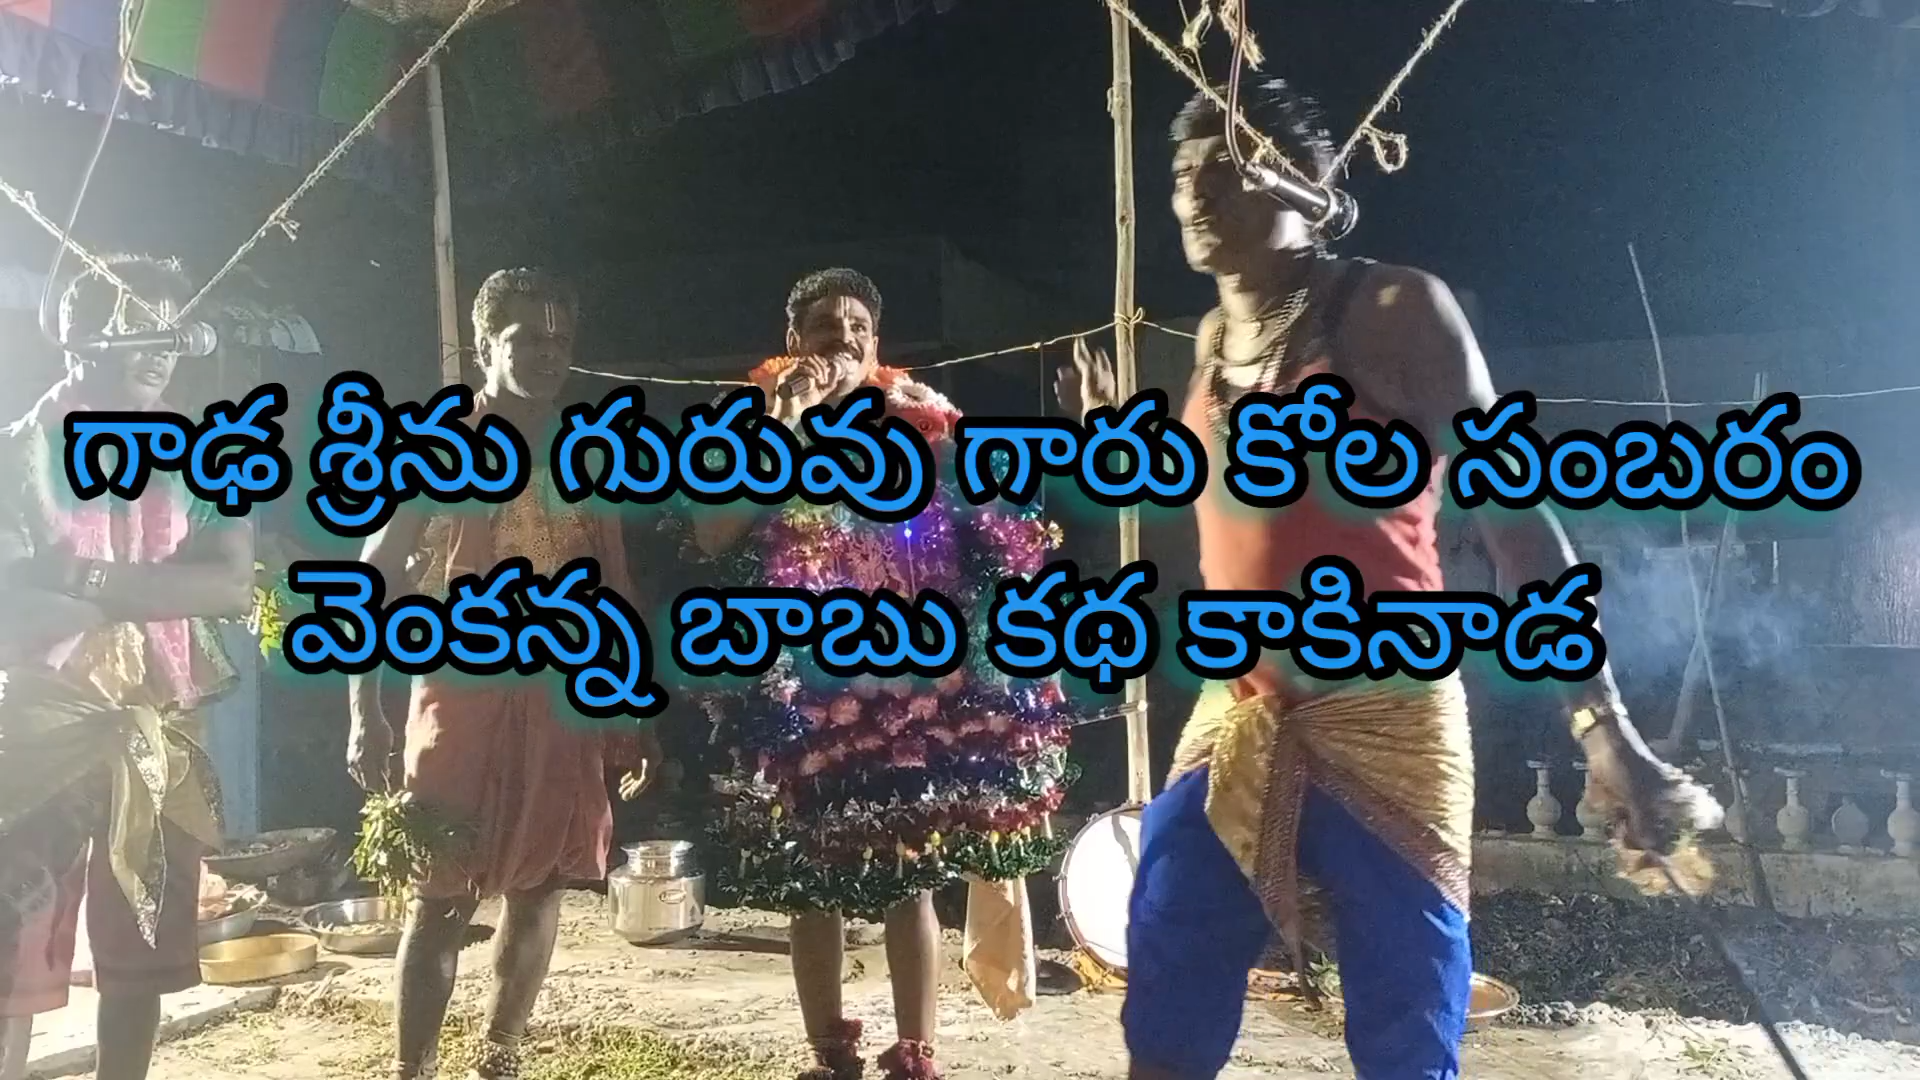 గాఢ శ్రీను గురువు గారు కోల సంబరం
వెంకన్న బాబు కథ కాకినాడ